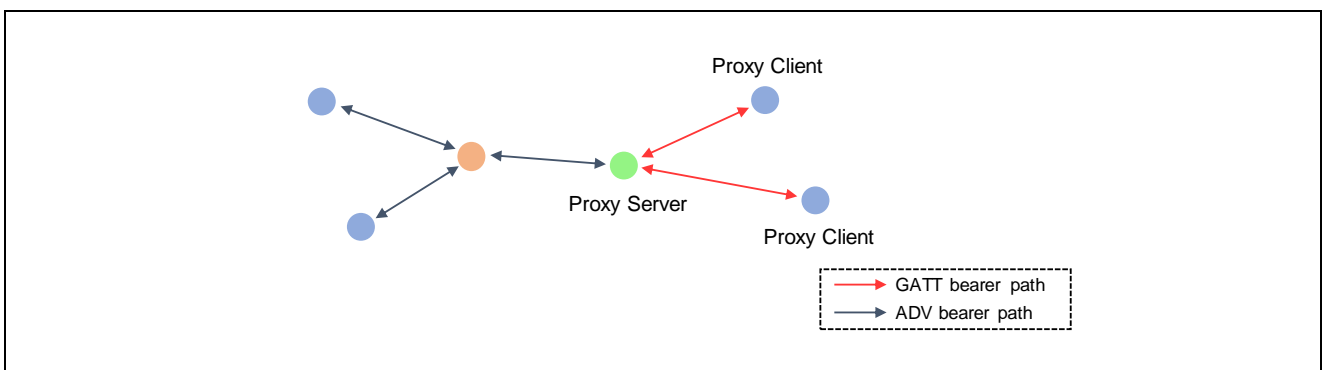 Proxy Client
Proxy Server
Proxy Client
GATT bearer path
ADV bearer path